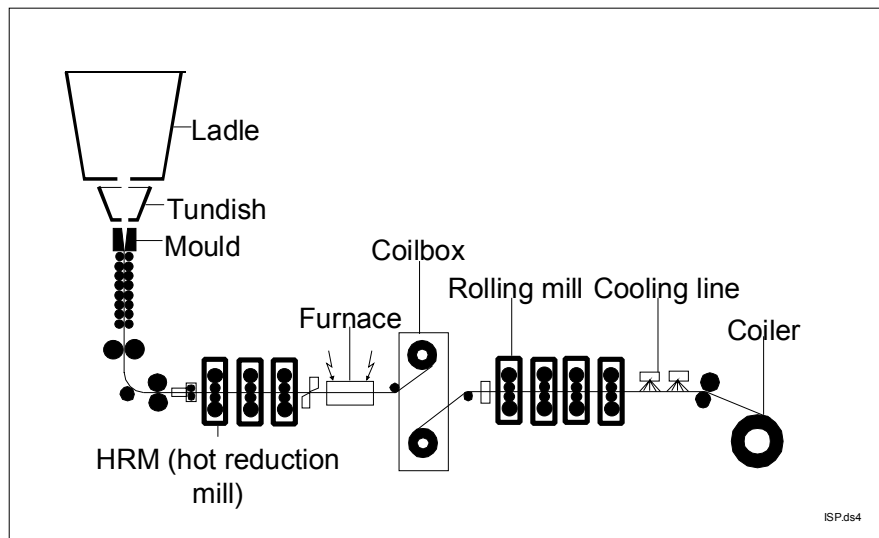 Ladle
Tundish
Mould
Coilbox
Rolling mill
Cooling line
Furnace
Coiler
HRM (hot reduction
mill)
ISP.ds4